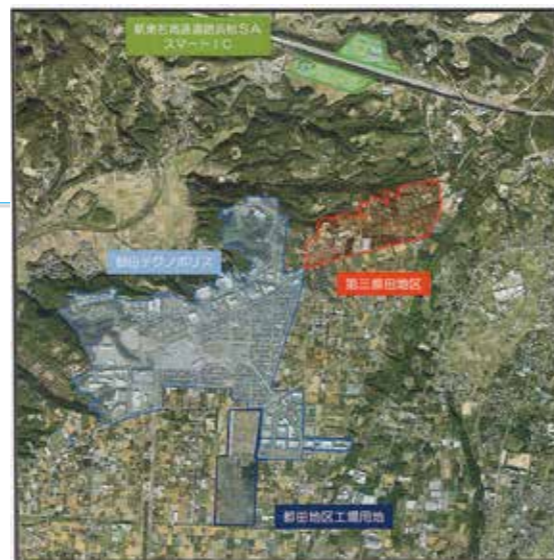 新東名高速道路浜松SA
スマートIC
都田テクノポリス
第三都田地区
都田地区工場用地